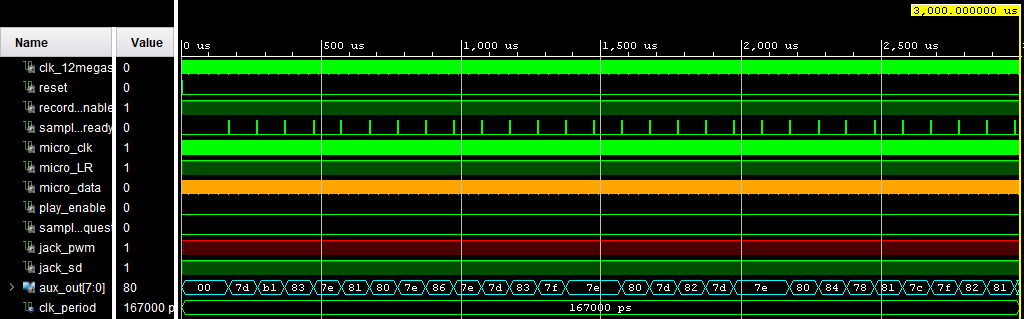 3,000.000000 us
Name Value 0 us 500 us 1,000 us 1,500 us 2,000 us 2,500 us
clk_12megas 0
reset 0
record...nable 1
sampl...ready 0
micro_clk 1
micro_LR 1
micro_data 0
play_enable 0
sampl...quest 0
jack_pwm 1
jack_sd 1
aux_out[7:0] 80 00 7d b1 83 7e 81 80 7e 86 7e 7d 83 7f 7e 80 7d 82 7d 7e 80 84 78 81 7c 7f 82 81
clk_period 167000 p 167000 ps